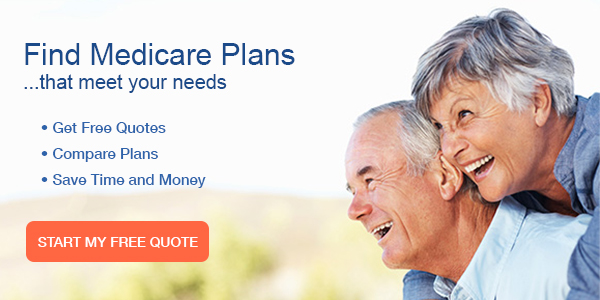 Find Medicare Plans
...that meet your needs
• Get Free Quotes
• Compare Plans
• Save Time and Money
START MY FREE QUOTE